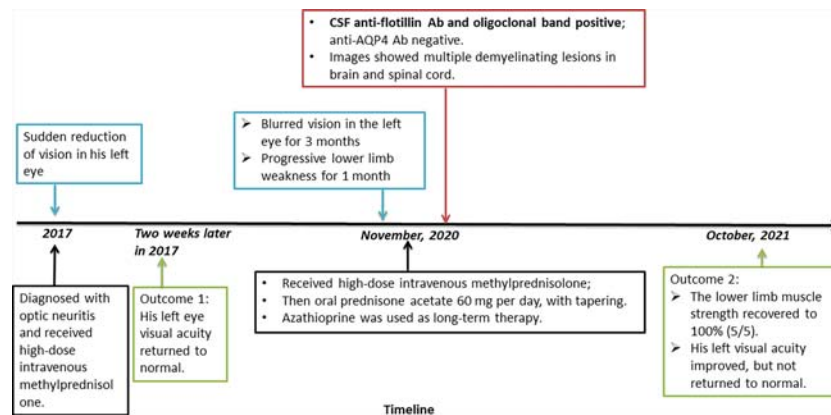 • CSF anti-flotillin Ab and oligoclonal band positive;
anti-AQP4 Ab negative.
• Images showed multiple demyelinating lesions in
brain and spinal cord.
Sudden reduction
of vision in his left
eye
➢ Blurred vision in the left
eye for 3 months
➢ Progressive lower limb
weakness for 1 month
2017
Two weeks later
in 2017
November, 2020
October, 2021
Diagnosed with
optic neuritis
and received
high-dose
intravenous
methylprednisol
one.
Outcome 1:
His left eye
visual acuity
returned to
normal.
• Received high-dose intravenous methylprednisolone;
• Then oral prednisone acetate 60 mg per day, with tapering.
• Azathioprine was used as long-term therapy.
Outcome 2:
➢ The lower limb muscle
strength recovered to
100% (5/5).
➢ His left visual acuity
improved, but not
returned to normal.
Timeline